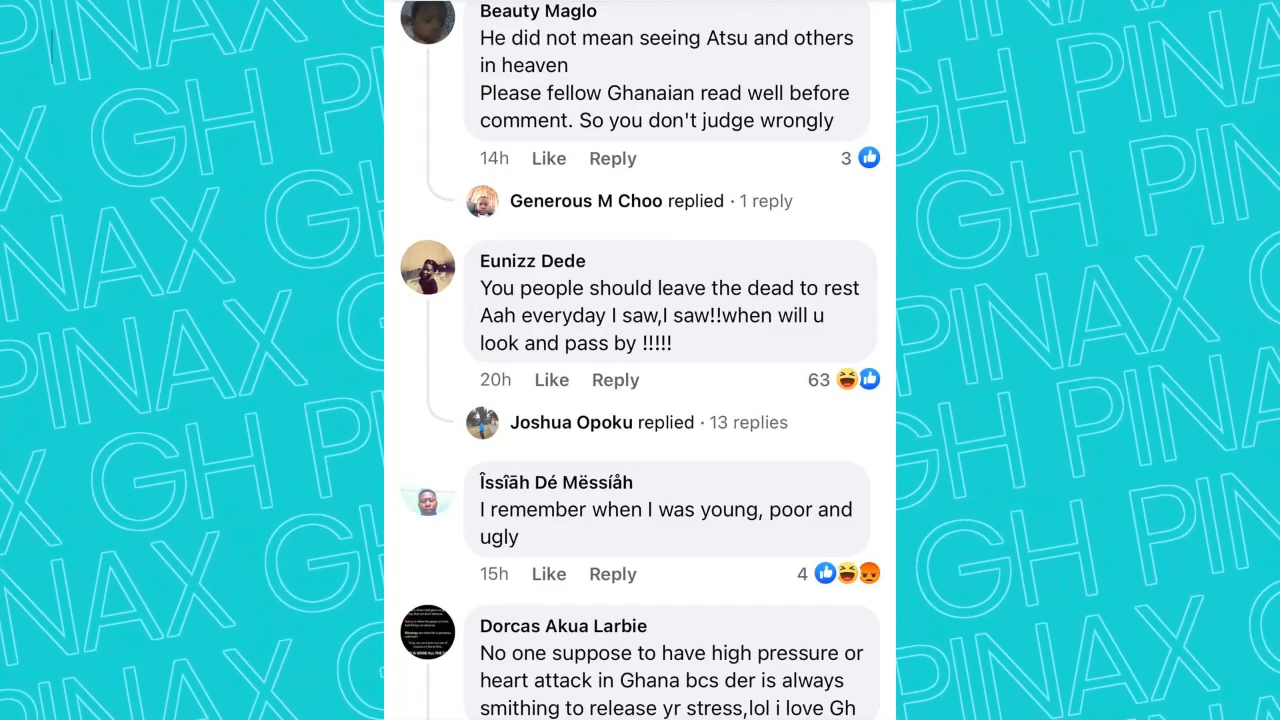 Beauty Maglo
He did not mean seeing Atsu and others
in heaven
Please fellow Ghanaian read well before
comment. So you don't judge wrongly
14h Like Reply 3
Generous M Choo replied · 1 reply
Eunizz Dede
You people should leave the dead to rest
Aah everyday I saw,I saw!!when will u
look and pass by !!!!!
20h Like Reply 63
Joshua Opoku replied · 13 replies
Îssîãh Dé Mëssíåh
I remember when I was young, poor and
ugly
15h Like Reply 4
Dorcas Akua Larbie
No one suppose to have high pressure or
heart attack in Ghana bcs der is always
smithing to release yr stress,lol i love Gh
GH PINAX